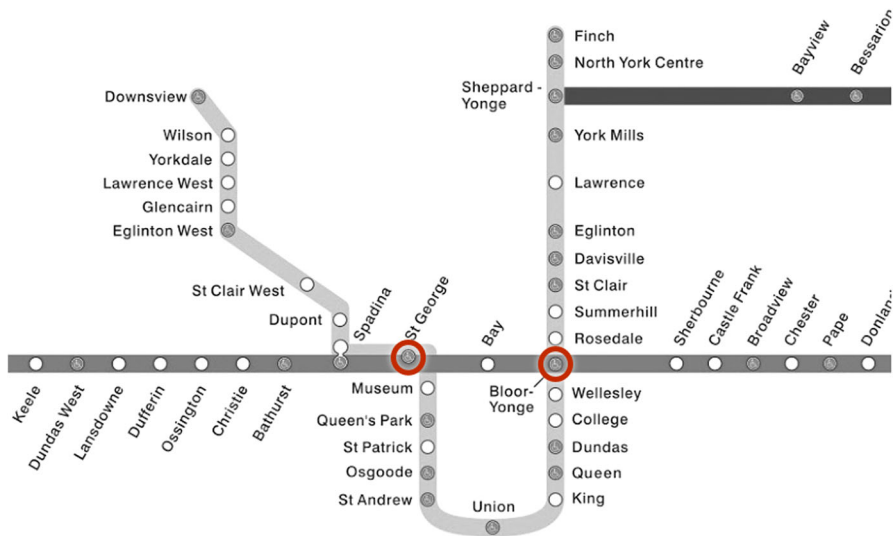 Finch
North York Centre
Sheppard -
Yonge
Bayview
Bessarion
Downsview
Wilson
Yorkdale
Lawrence West
Glencairn
Eglinton West
St Clair West
Dupont
Spadina
St George
York Mills
Lawrence
Eglinton
Davisville
St Clair
Summerhill
Rosedale
Bay
Sherbourne
Castle Frank
Broadview
Chester
Pape
Keele
Dundas West
Lansdowne
Dufferin
Ossington
Christie
Bathurst
Museum
Queen's Park
St Patrick
Osgoode
St Andrew
Union
Bloor-
Yonge
Wellesley
College
Dundas
Queen
King